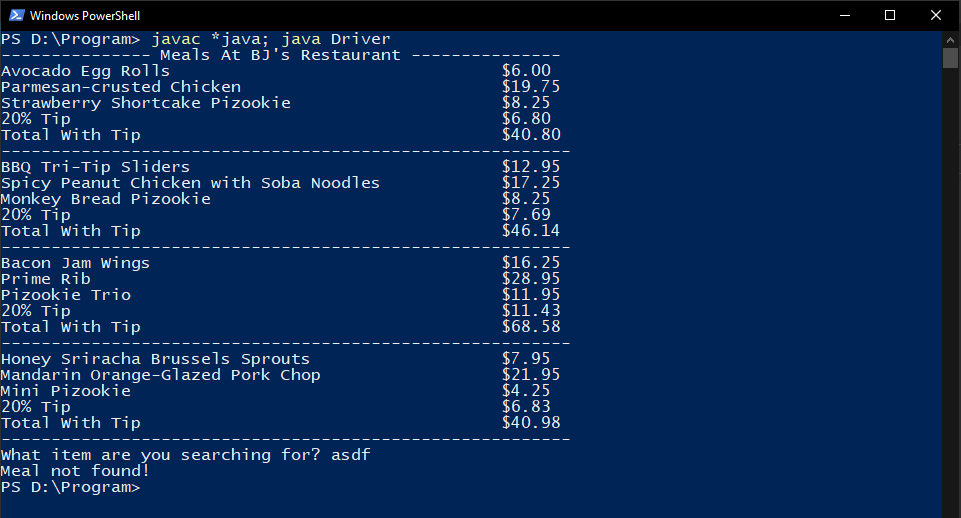 Windows PowerShell
PS D:\Program> javac *java; java Driver
--------------- Meals At BJ's Restaurant ---------------
Avocado Egg Rolls                                 $6.00
Parmesan-crusted Chicken                          $19.75
Strawberry Shortcake Pizookie                     $8.25
20% Tip                                           $6.80
Total With Tip                                    $40.80
---------------------------------------------------------
BBQ Tri-Tip Sliders                               $12.95
Spicy Peanut Chicken with Soba Noodles            $17.25
Monkey Bread Pizookie                             $8.25
20% Tip                                           $7.69
Total With Tip                                    $46.14
---------------------------------------------------------
Bacon Jam Wings                                   $16.25
Prime Rib                                         $28.95
Pizookie Trio                                     $11.95
20% Tip                                           $11.43
Total With Tip                                    $68.58
---------------------------------------------------------
Honey Sriracha Brussels Sprouts                   $7.95
Mandarin Orange-Glazed Pork Chop                  $21.95
Mini Pizookie                                     $4.25
20% Tip                                           $6.83
Total With Tip                                    $40.98
---------------------------------------------------------
What item are you searching for? asdf
Meal not found!
PS D:\Program>